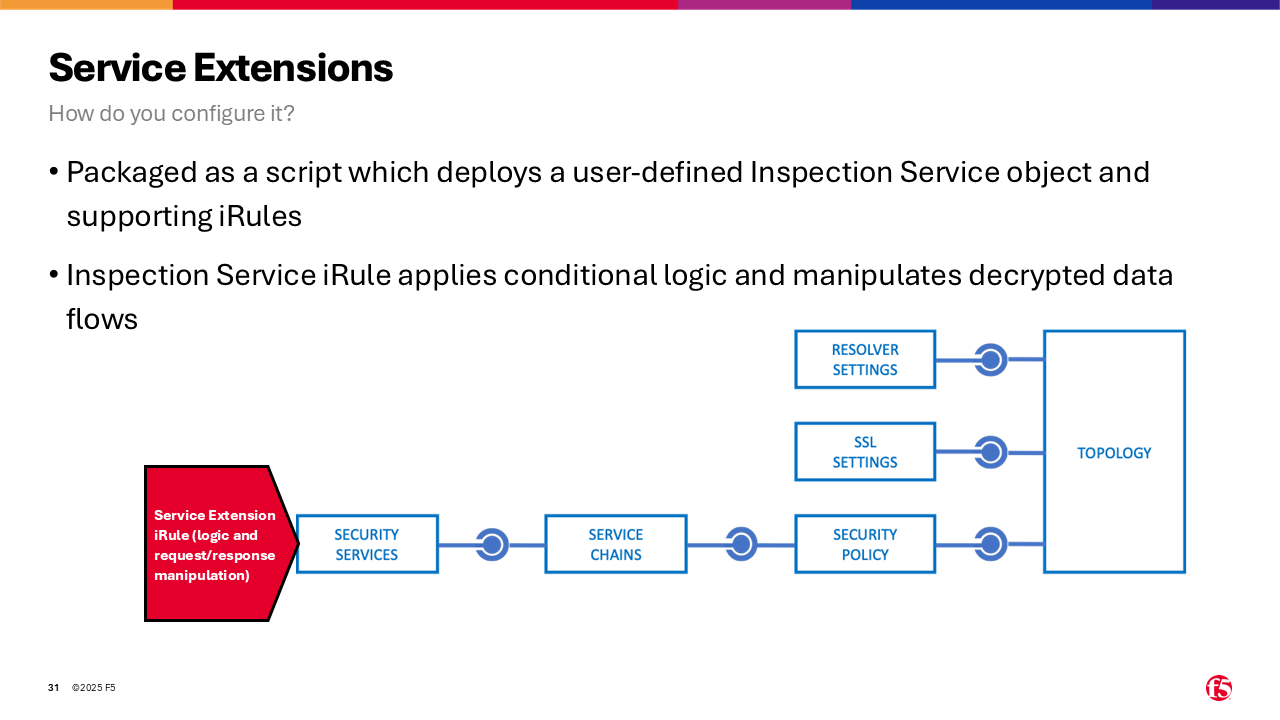 Service Extensions
How do you configure it?
• Packaged as a script which deploys a user-defined Inspection Service object and
supporting iRules
• Inspection Service iRule applies conditional logic and manipulates decrypted data
flows
RESOLVER
SETTINGS
SSL
SETTINGS
TOPOLOGY
Service Extension
iRule (logic and
request/response
manipulation)
SECURITY
SERVICES
SERVICE
CHAINS
SECURITY
POLICY
31 ©2025 F5
f5